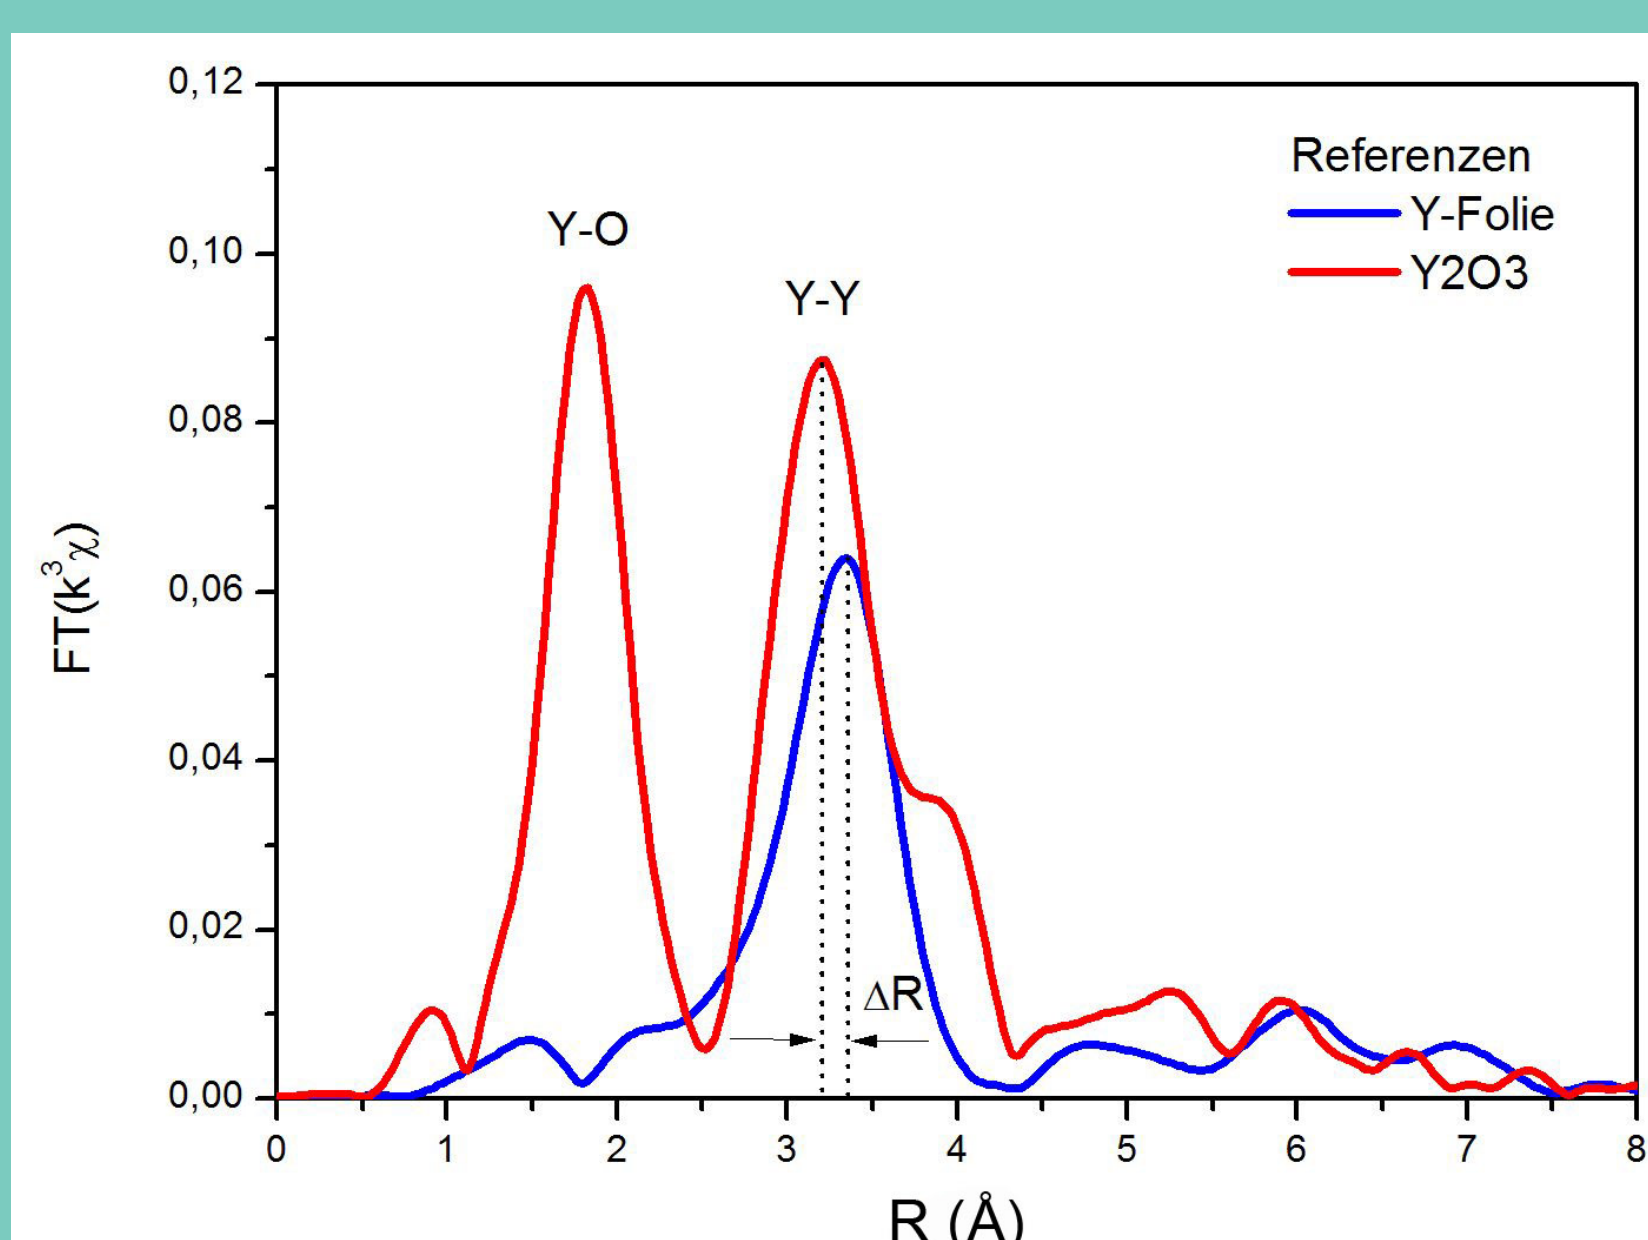 0,12
0,10
0,08
0,06
0,04
0,02
0,00
FT(k³χ)
Y-O
Y-Y
Referenzen
Y-Folie
Y2O3
ΔR
0 1 2 3 4 5 6 7 8
R (Å)